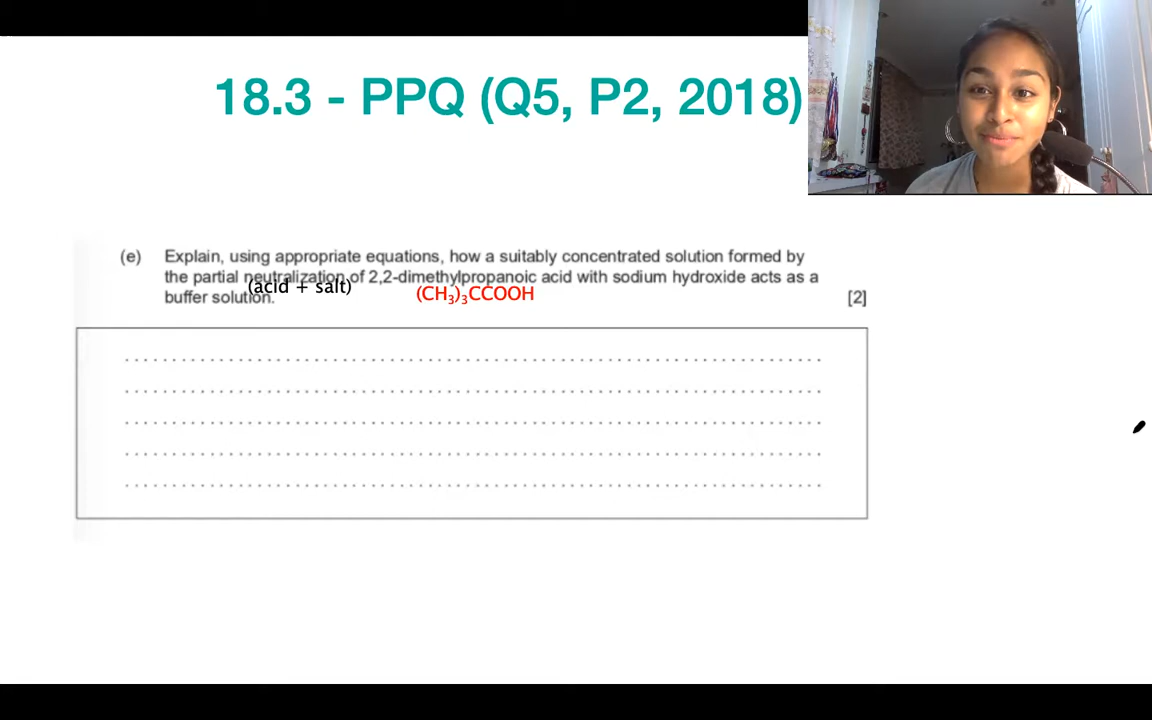 18.3 - PPQ (Q5, P2, 2018)
(e) Explain, using appropriate equations, how a suitably concentrated solution formed by
the partial neutralization of 2,2-dimethylpropanoic acid with sodium hydroxide acts as a
(acid + salt) (CH₃)₃CCOOH
buffer solution. [2]